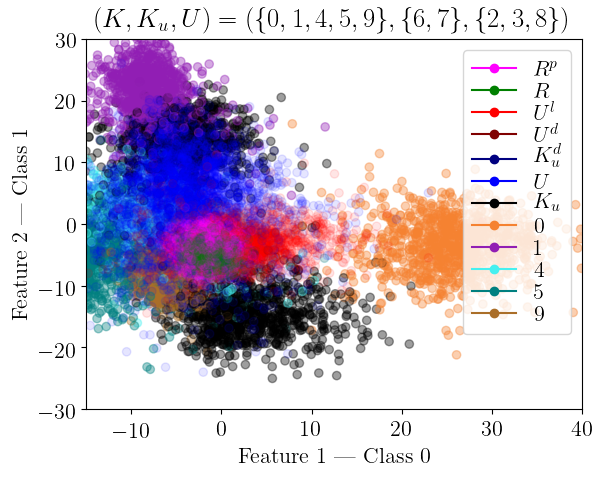 (K, K_u, U) = ({0, 1, 4, 5, 9}, {6, 7}, {2, 3, 8})
30
20
10
0
−10
−20
−30
Feature 2 — Class 1
R^p
R
U^l
U^d
K_u^d
U
K_u
0
1
4
5
9
−10
0
10
20
30
40
Feature 1 — Class 0